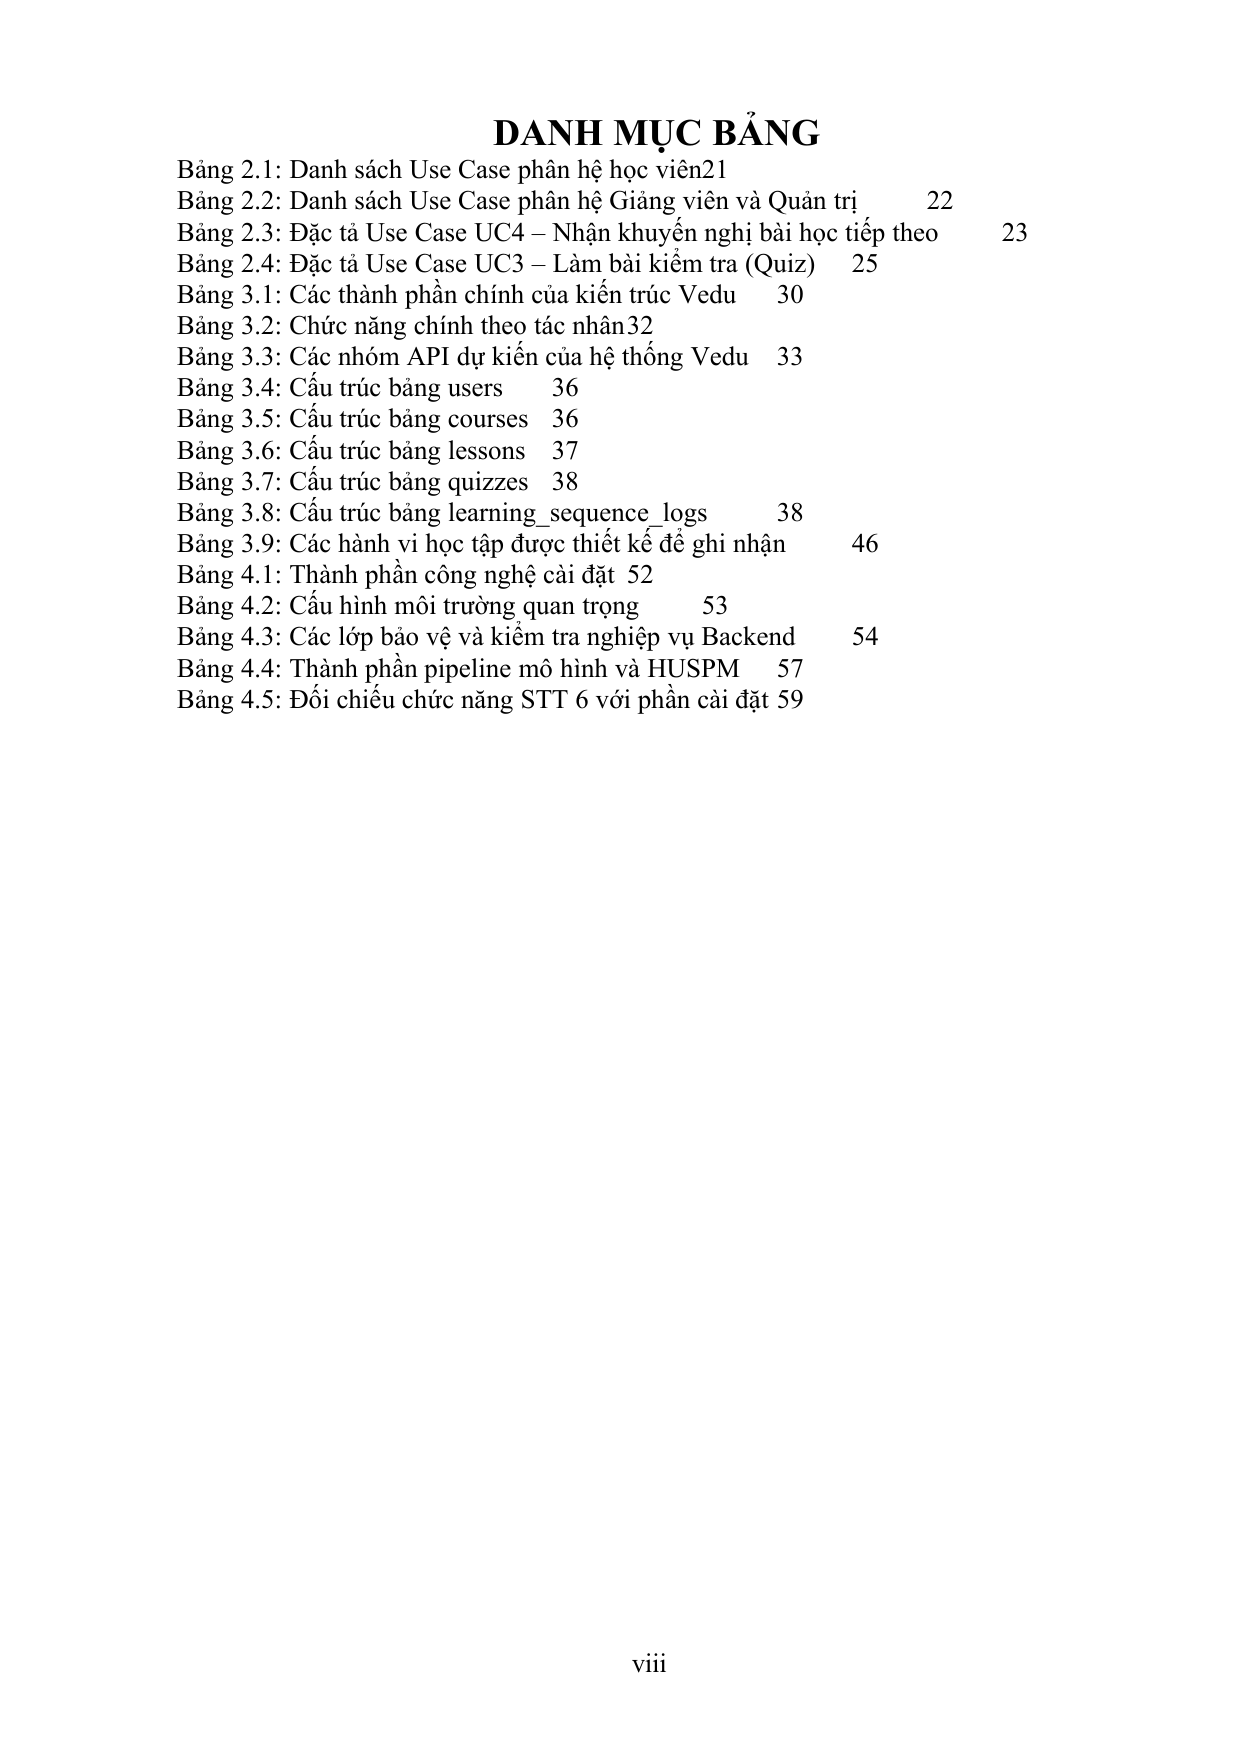 DANH MỤC BẢNG
Bảng 2.1: Danh sách Use Case phân hệ học viên21
Bảng 2.2: Danh sách Use Case phân hệ Giảng viên và Quản trị 22
Bảng 2.3: Đặc tả Use Case UC4 – Nhận khuyến nghị bài học tiếp theo 23
Bảng 2.4: Đặc tả Use Case UC3 – Làm bài kiểm tra (Quiz) 25
Bảng 3.1: Các thành phần chính của kiến trúc Vedu 30
Bảng 3.2: Chức năng chính theo tác nhân32
Bảng 3.3: Các nhóm API dự kiến của hệ thống Vedu 33
Bảng 3.4: Cấu trúc bảng users 36
Bảng 3.5: Cấu trúc bảng courses 36
Bảng 3.6: Cấu trúc bảng lessons 37
Bảng 3.7: Cấu trúc bảng quizzes 38
Bảng 3.8: Cấu trúc bảng learning_sequence_logs 38
Bảng 3.9: Các hành vi học tập được thiết kế để ghi nhận 46
Bảng 4.1: Thành phần công nghệ cài đặt 52
Bảng 4.2: Cấu hình môi trường quan trọng 53
Bảng 4.3: Các lớp bảo vệ và kiểm tra nghiệp vụ Backend 54
Bảng 4.4: Thành phần pipeline mô hình và HUSPM 57
Bảng 4.5: Đối chiếu chức năng STT 6 với phần cài đặt 59
viii